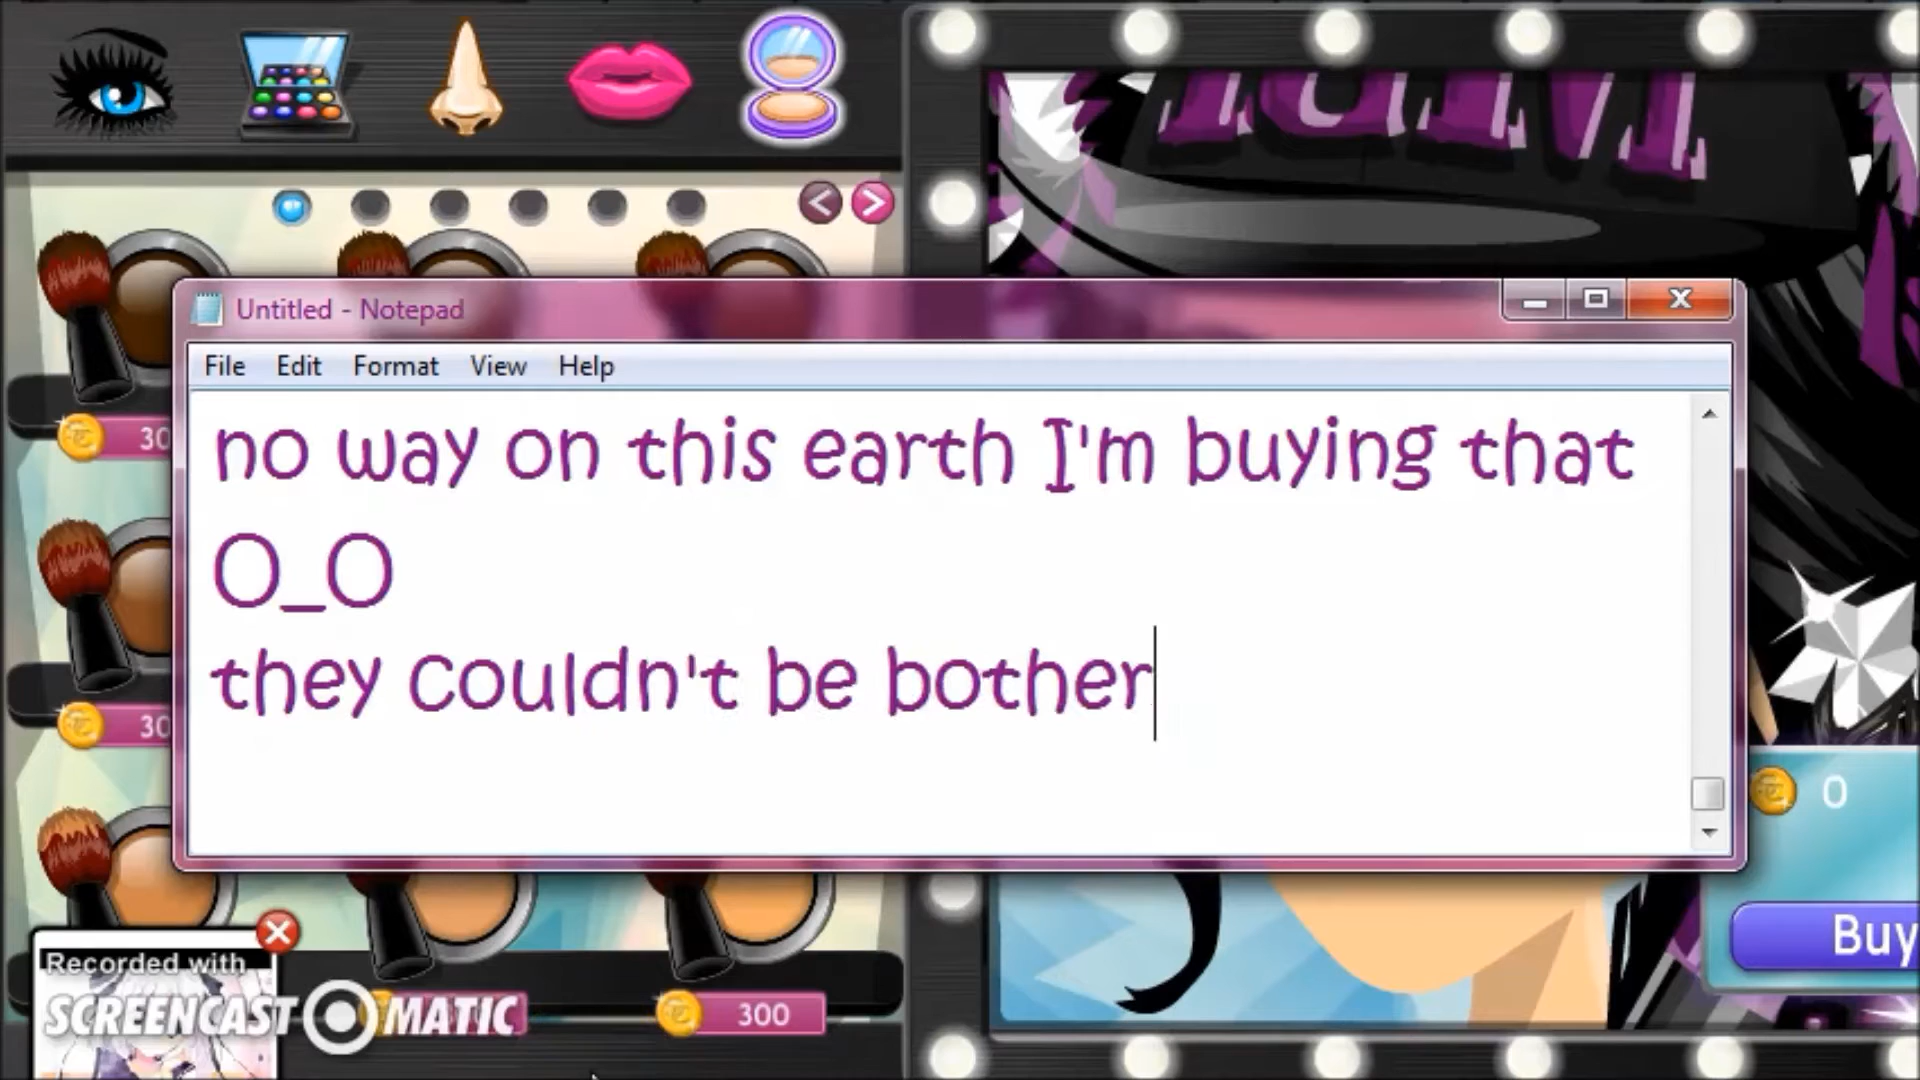 Untitled - Notepad
File Edit Format View Help
no way on this earth I'm buying that
O_O
they couldn't be bother
30
30
0
Buy
300
Recorded with
SCREENCAST MATIC